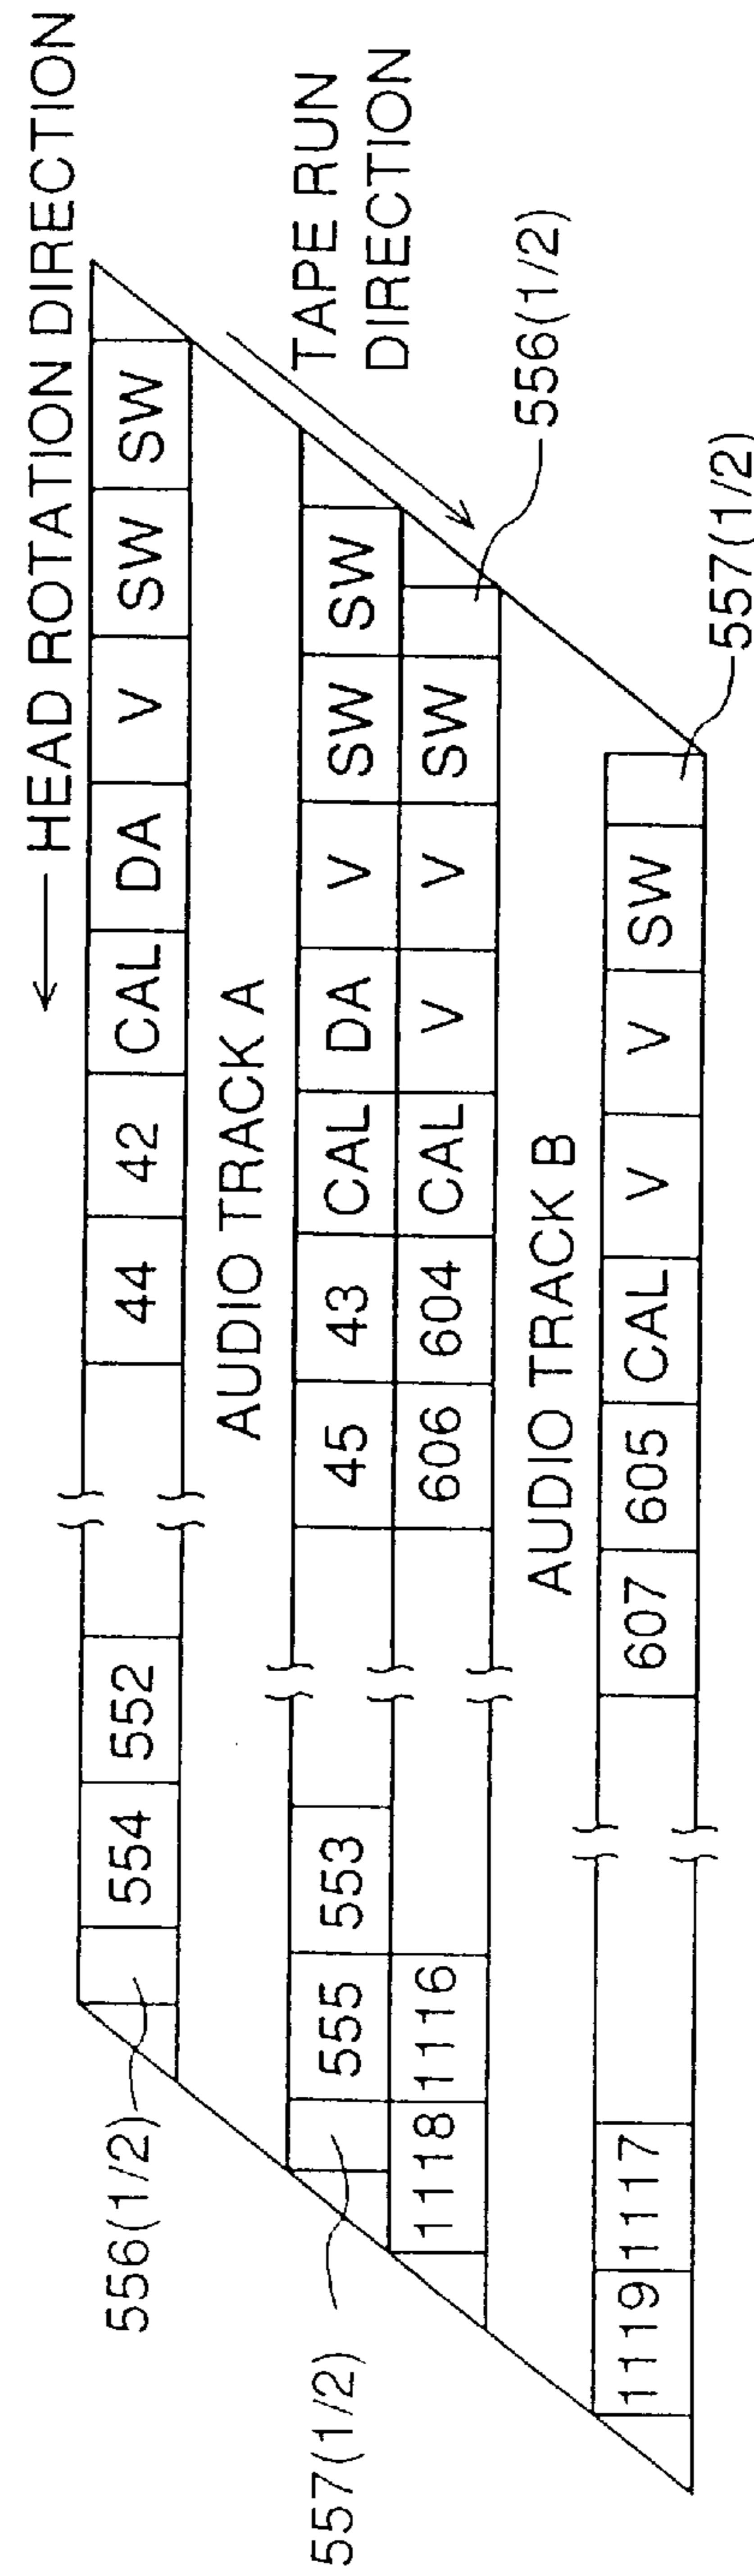 ← HEAD ROTATION DIRECTION
554 552 44 42 CAL DA V SW SW
556(1/2)
AUDIO TRACK A
TAPE RUN
DIRECTION
555 553 45 43 CAL DA V SW SW
1118 1116 606 604 CAL V V SW
557(1/2)
556(1/2)
AUDIO TRACK B
1119 1117 607 605 CAL V V SW
557(1/2)